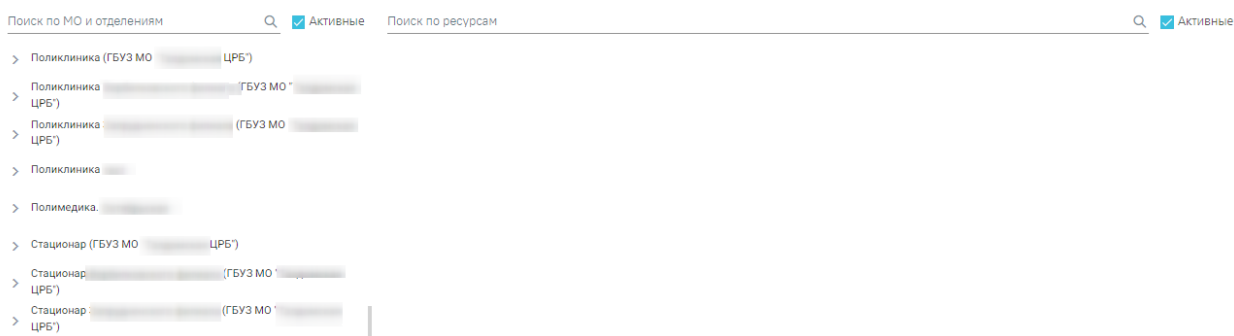 Поиск по МО и отделениям Активные Поиск по ресурсам Активные
Поликлиника (ГБУЗ МО ЦРБ")
Поликлиника (ГБУЗ МО "
ЦРБ")
Поликлиника (ГБУЗ МО
ЦРБ")
Поликлиника
Полимедика.
Стационар (ГБУЗ МО ЦРБ")
Стационар (ГБУЗ МО "
ЦРБ")
Стационар (ГБУЗ МО "
ЦРБ")